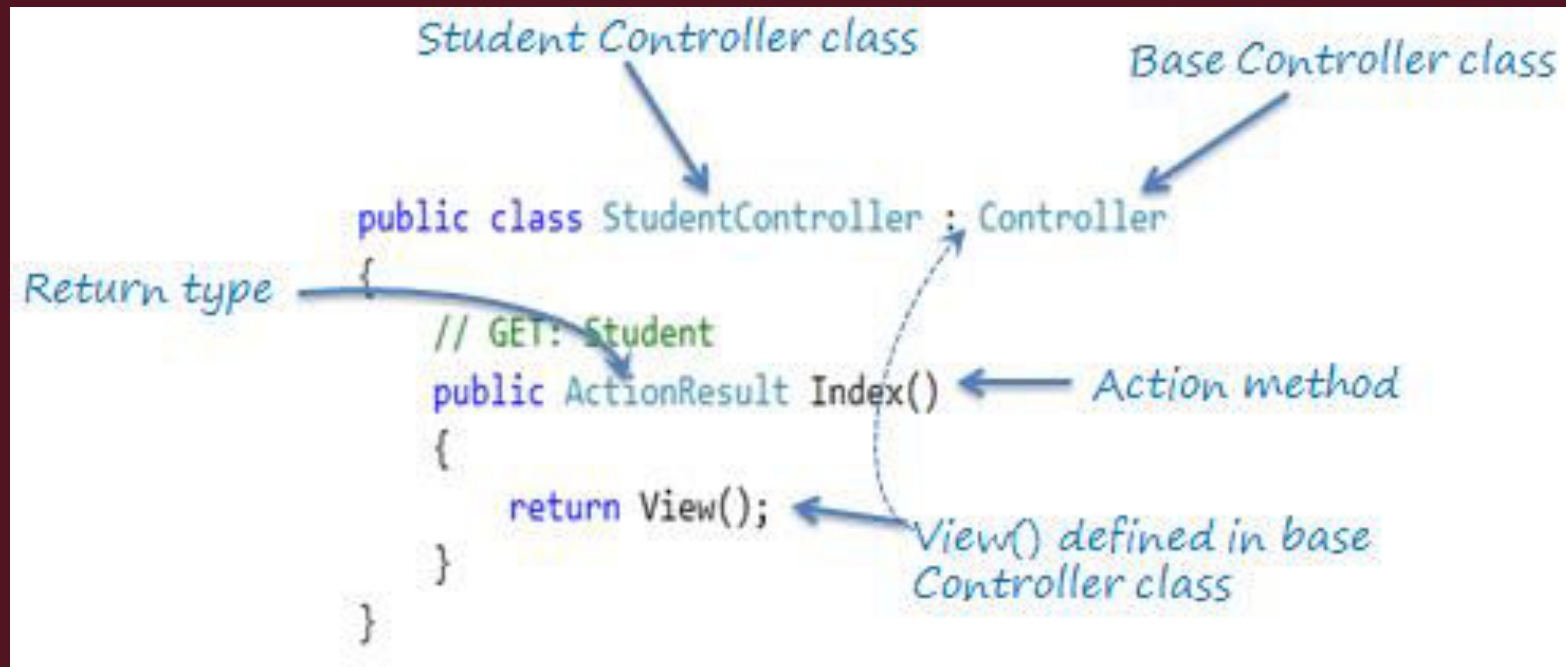 Student Controller class
Base Controller class
public class StudentController : Controller
{
Return type
// GET: Student
public ActionResult Index()
Action method
{
return View();
View() defined in base
Controller class
}
}